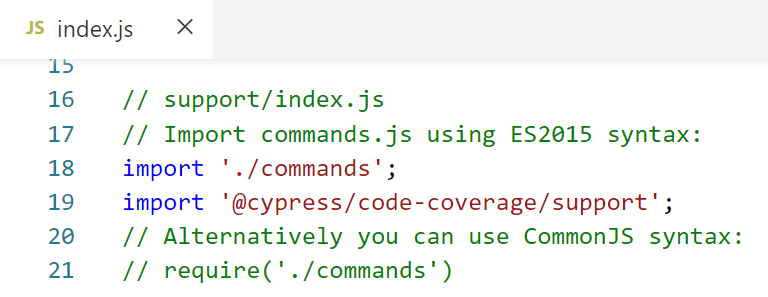 JS index.js ×
15
16 // support/index.js
17 // Import commands.js using ES2015 syntax:
18 import './commands';
19 import '@cypress/code-coverage/support';
20 // Alternatively you can use CommonJS syntax:
21 // require('./commands')